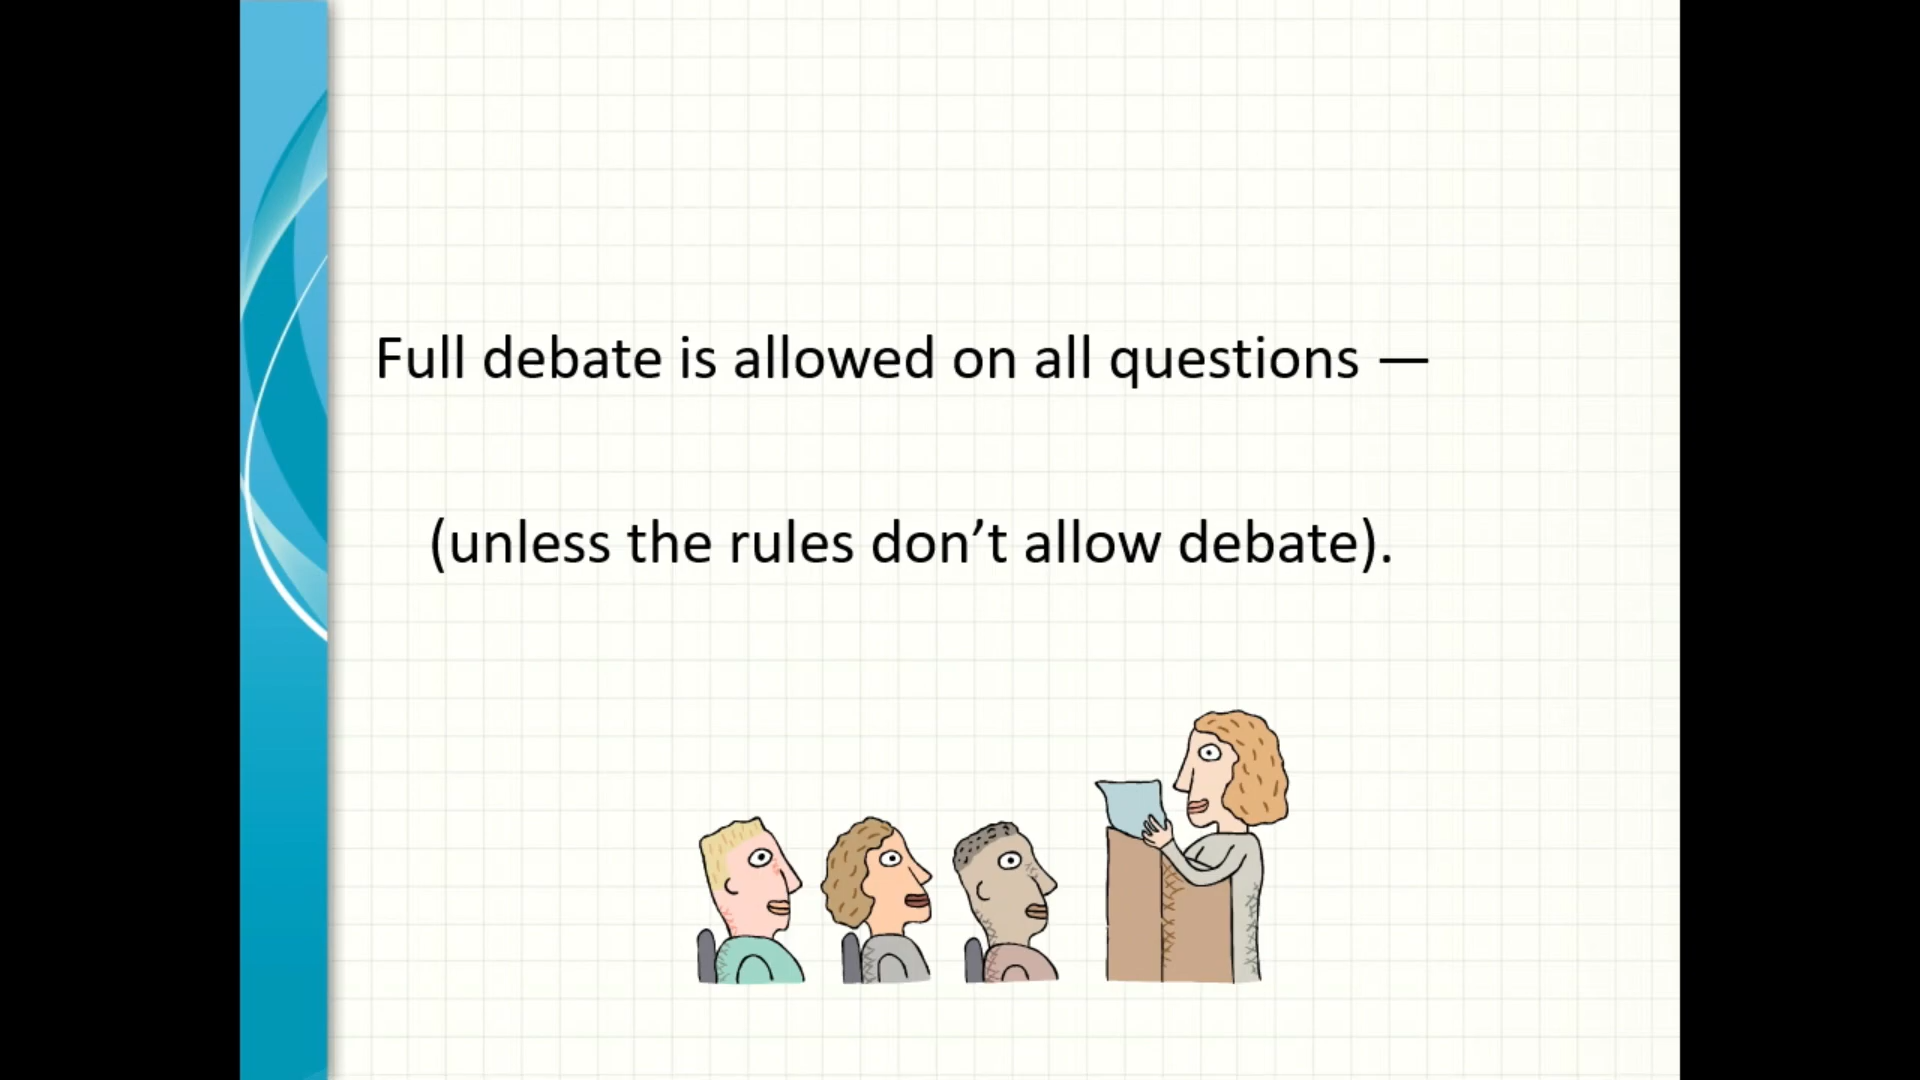 Full debate is allowed on all questions —
(unless the rules don’t allow debate).